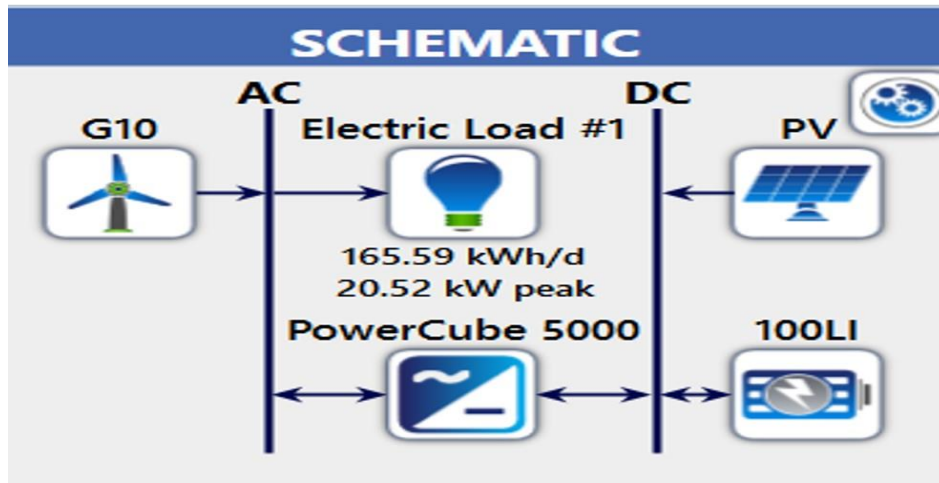 SCHEMATIC
AC
DC
G10
Electric Load #1
PV
165.59 kWh/d
20.52 kW peak
PowerCube 5000
100LI